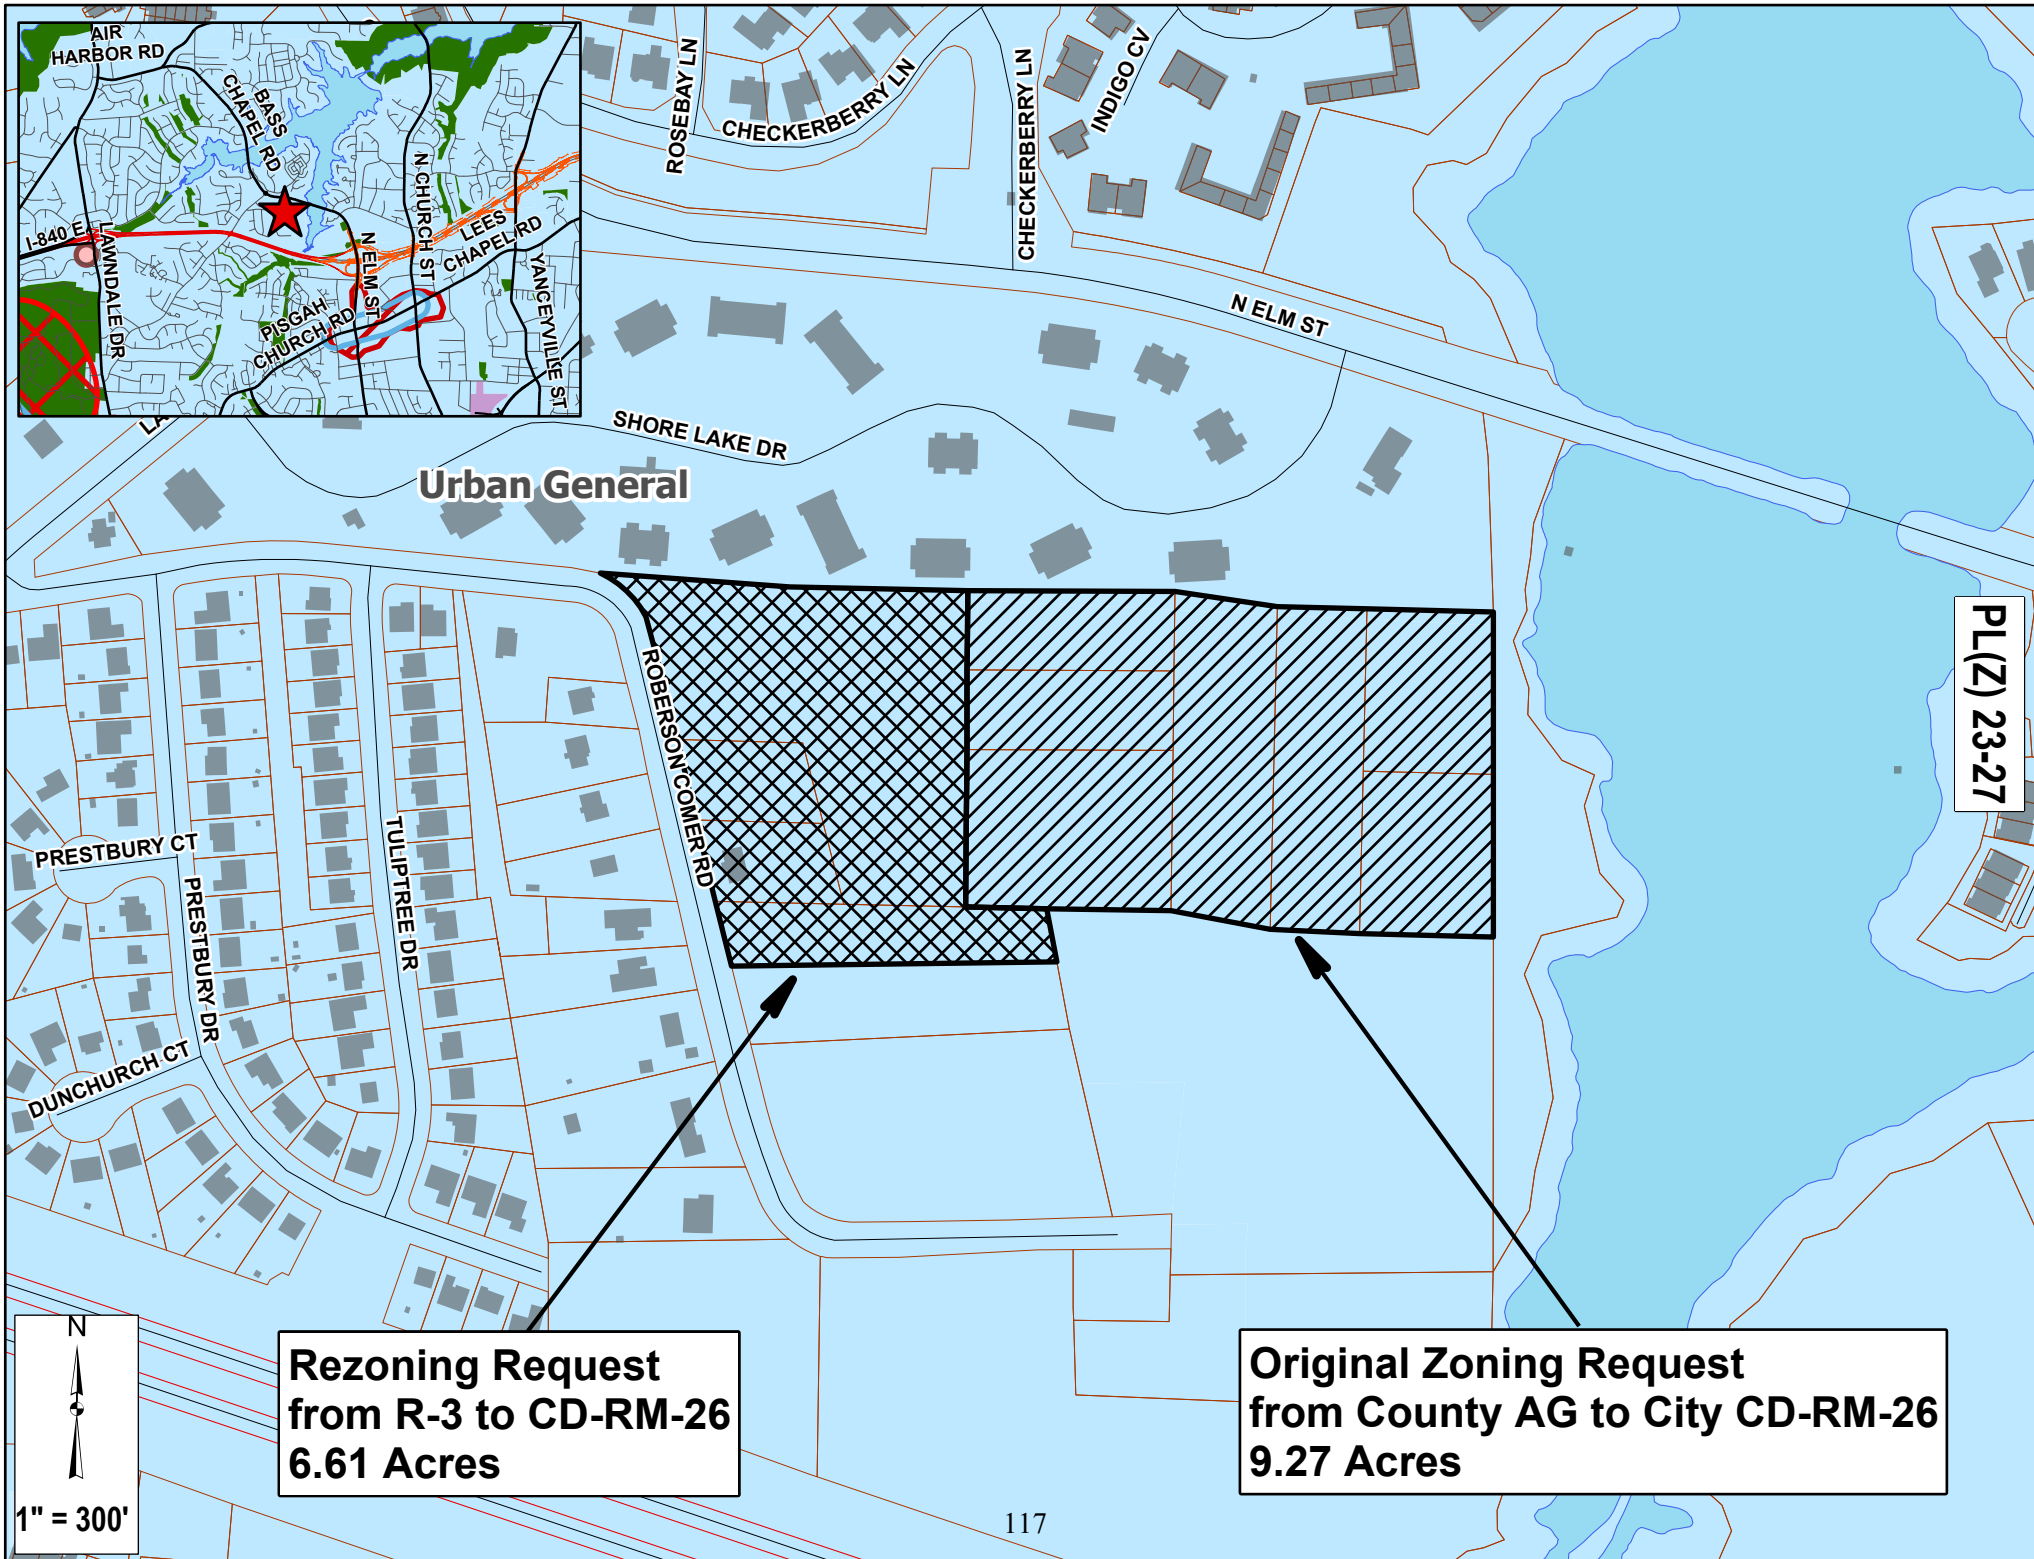 AIR
HARBOR RD
BASS
CHAPEL RD
N CHURCH ST
LEES
CHAPEL RD
I-840 E
LAWNDALE DR
N ELM ST
YANCEYVILLE ST
PISGAH
CHURCH RD
ROSEBAY LN
CHECKERBERRY LN
CHECKERBERRY LN
INDIGO CV
N ELM ST
SHORE LAKE DR
Urban General
ROBERSON COMER RD
PL(Z) 23-27
PRESTBURY CT
PRESTBURY DR
TULIPTREE DR
DUNCHURCH CT
Rezoning Request
from R-3 to CD-RM-26
6.61 Acres
Original Zoning Request
from County AG to City CD-RM-26
9.27 Acres
N
1" = 300'
117